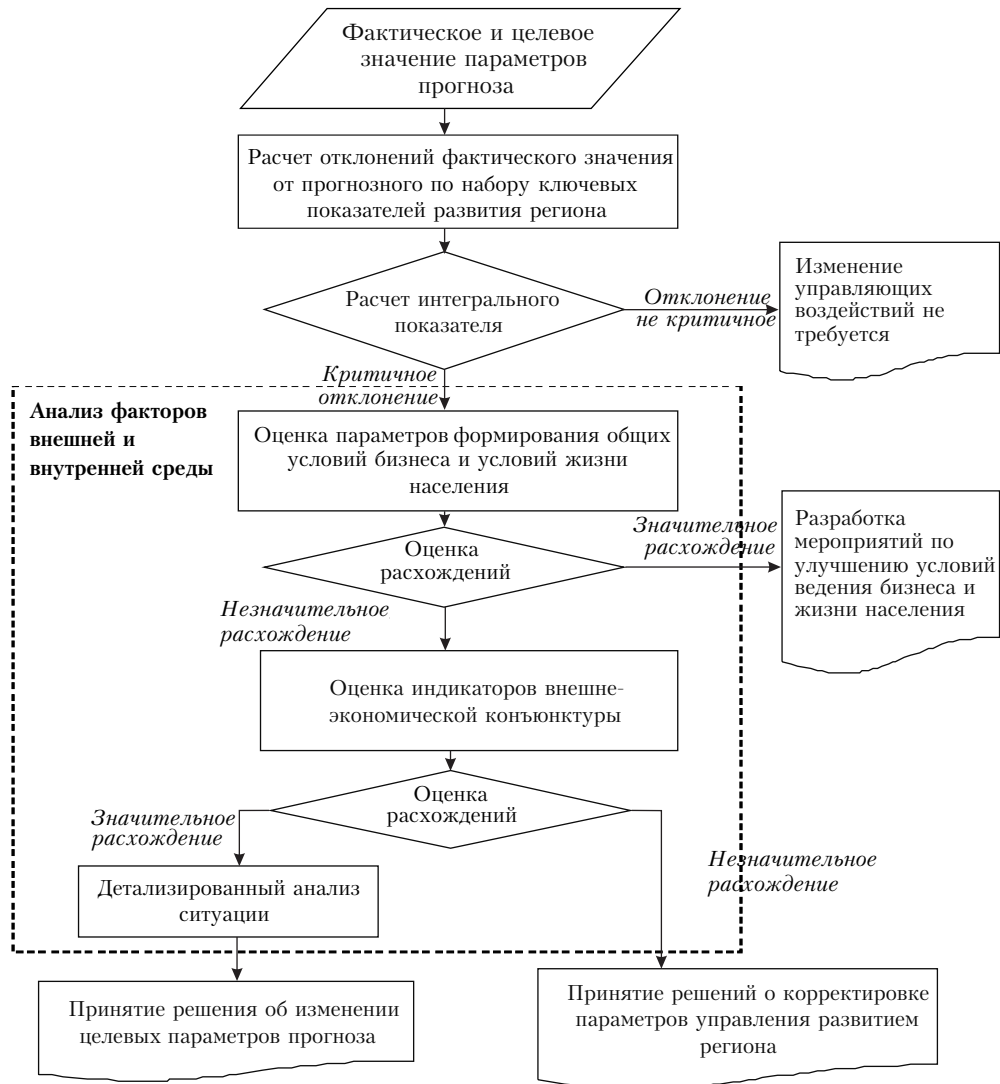 Фактическое и целевое
значение параметров
прогноза
Расчет отклонений фактического значения
от прогнозного по набору ключевых
показателей развития региона
Расчет интегрального
показателя
Отклонение
не критичное
Изменение
управляющих
воздействий не
требуется
Критичное
отклонение
Анализ факторов
внешней и
внутренней среды
Оценка параметров формирования общих
условий бизнеса и условий жизни
населения
Оценка
расхождений
Значительное
расхождение
Разработка
мероприятий по
улучшению условий
ведения бизнеса и
жизни населения
Незначительное
расхождение
Оценка индикаторов внешне-
экономической конъюнктуры
Оценка
расхождений
Значительное
расхождение
Незначительное
расхождение
Детализированный анализ
ситуации
Принятие решения об изменении
целевых параметров прогноза
Принятие решений о корректировке
параметров управления развитием
региона